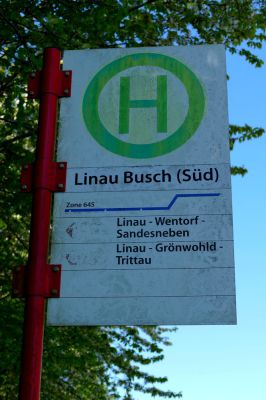 H
Linau Busch (Süd)
Zone 645
Linau - Wentorf -
Sandesneben
Linau - Grönwohld -
Trittau